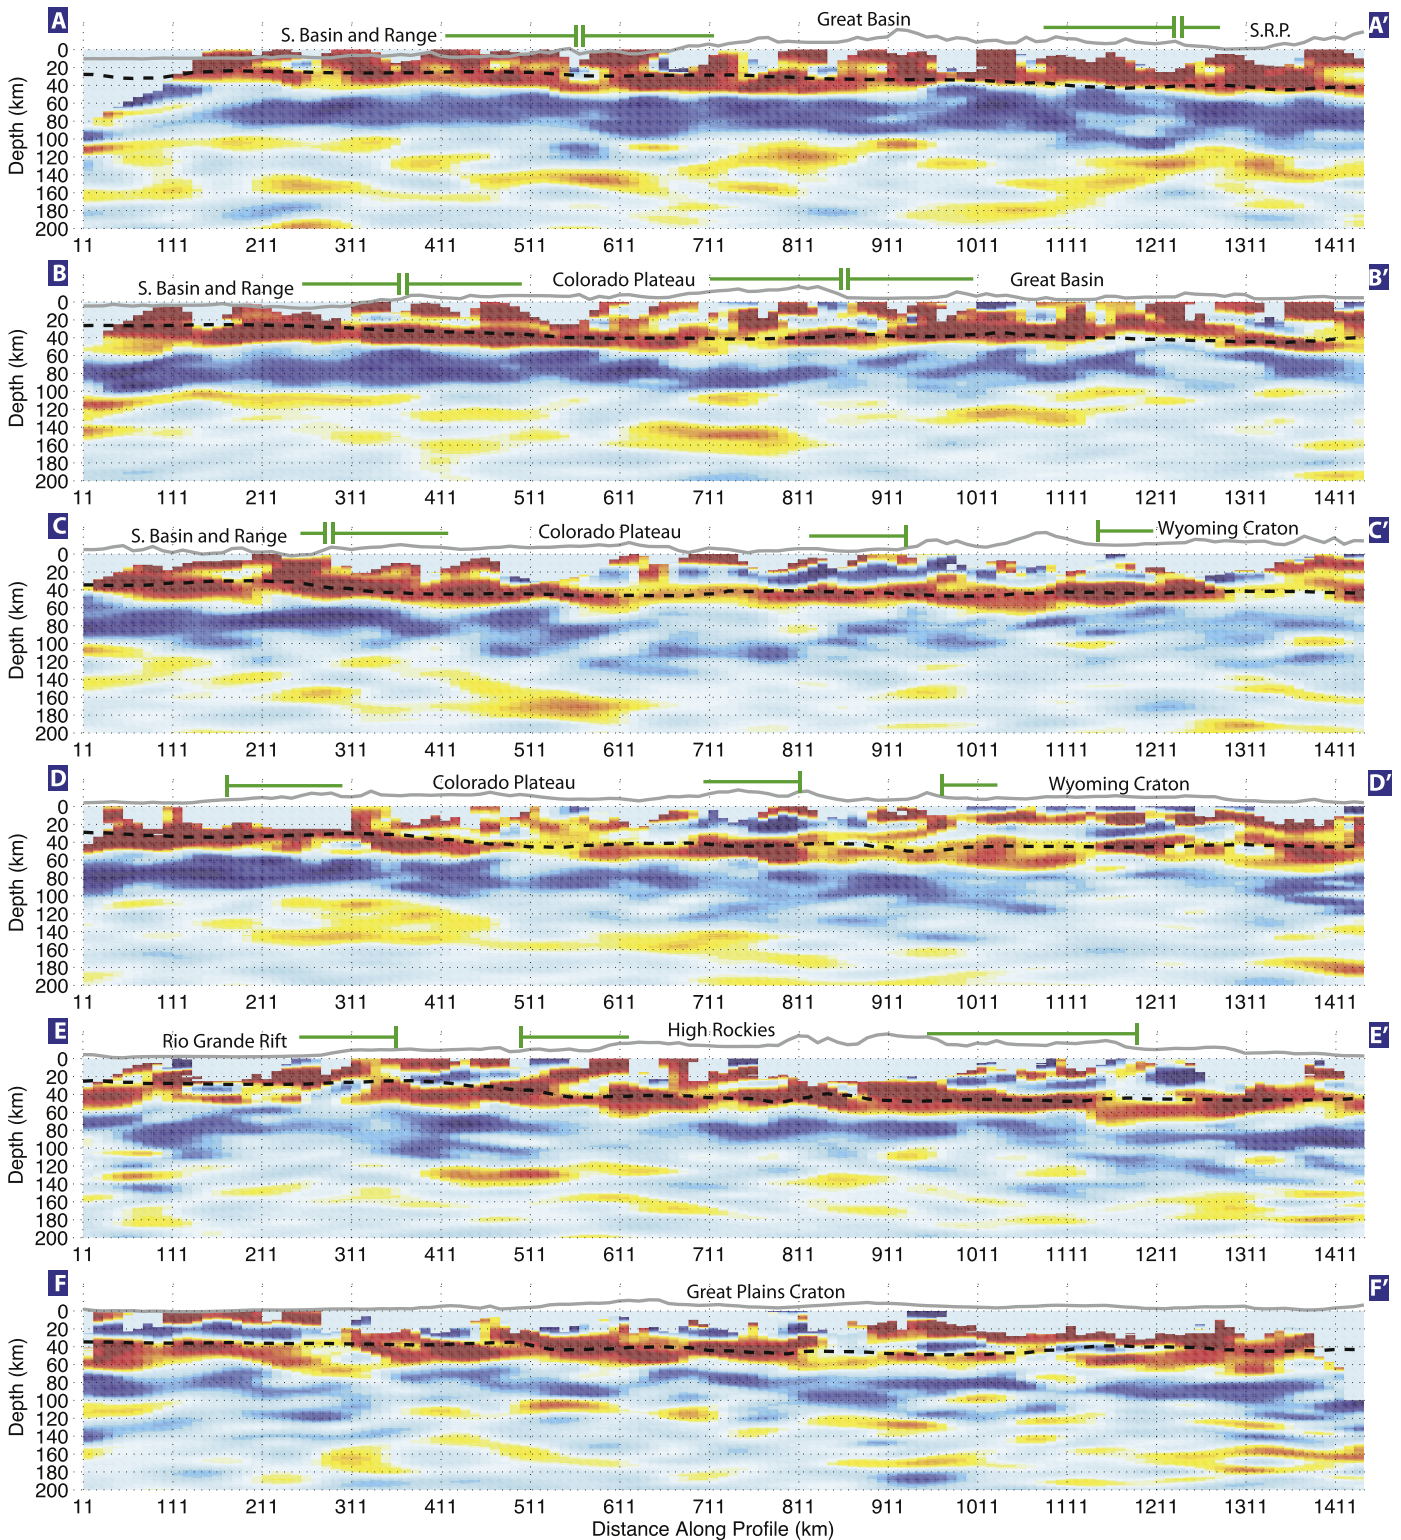 A
S. Basin and Range
Great Basin
S.R.P.
A’
Depth (km)
0
20
40
60
80
100
120
140
160
180
200
11 111 211 311 411 511 611 711 811 911 1011 1111 1211 1311 1411
B
S. Basin and Range
Colorado Plateau
Great Basin
B’
Depth (km)
0
20
40
60
80
100
120
140
160
180
200
11 111 211 311 411 511 611 711 811 911 1011 1111 1211 1311 1411
C
S. Basin and Range
Colorado Plateau
Wyoming Craton
C’
Depth (km)
0
20
40
60
80
100
120
140
160
180
200
11 111 211 311 411 511 611 711 811 911 1011 1111 1211 1311 1411
D
Colorado Plateau
Wyoming Craton
D’
Depth (km)
0
20
40
60
80
100
120
140
160
180
200
11 111 211 311 411 511 611 711 811 911 1011 1111 1211 1311 1411
E
Rio Grande Rift
High Rockies
E’
Depth (km)
0
20
40
60
80
100
120
140
160
180
200
11 111 211 311 411 511 611 711 811 911 1011 1111 1211 1311 1411
F
Great Plains Craton
F’
Depth (km)
0
20
40
60
80
100
120
140
160
180
200
11 111 211 311 411 511 611 711 811 911 1011 1111 1211 1311 1411
Distance Along Profile (km)